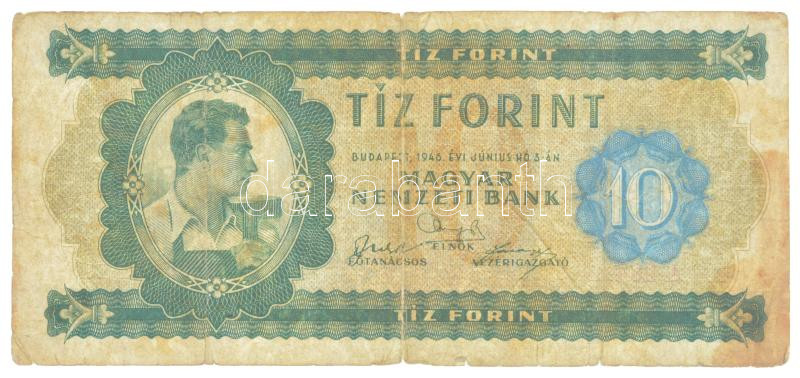 TÍZ FORINT
TÍZ FORINT
BUDAPEST, 1946. ÉVI JÚNIUS HÓ 3-ÁN
MAGYAR
NEMZETI BANK
10
ELNÖK
FŐTANÁCSOS VEZÉRIGAZGATÓ
TÍZ FORINT
darabanth.com